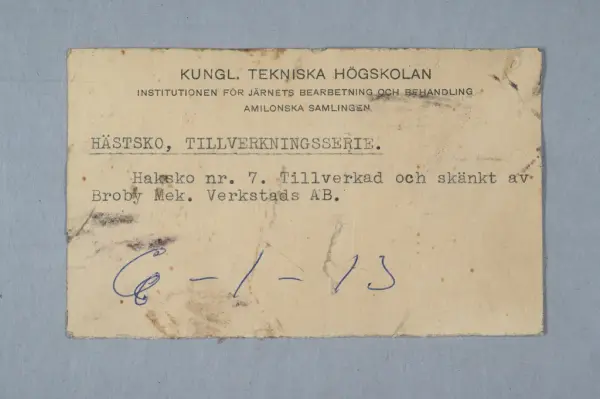 KUNGL. TEKNISKA HÖGSKOLAN
INSTITUTIONEN FÖR JÄRNETS BEARBETNING OCH BEHANDLING
AMILONSKA SAMLINGEN
HÄSTSKO, TILLVERKNINGSSERIE.
Haksko nr. 7. Tillverkad och skänkt av
Broby Mek. Verkstads AB.
-1-13